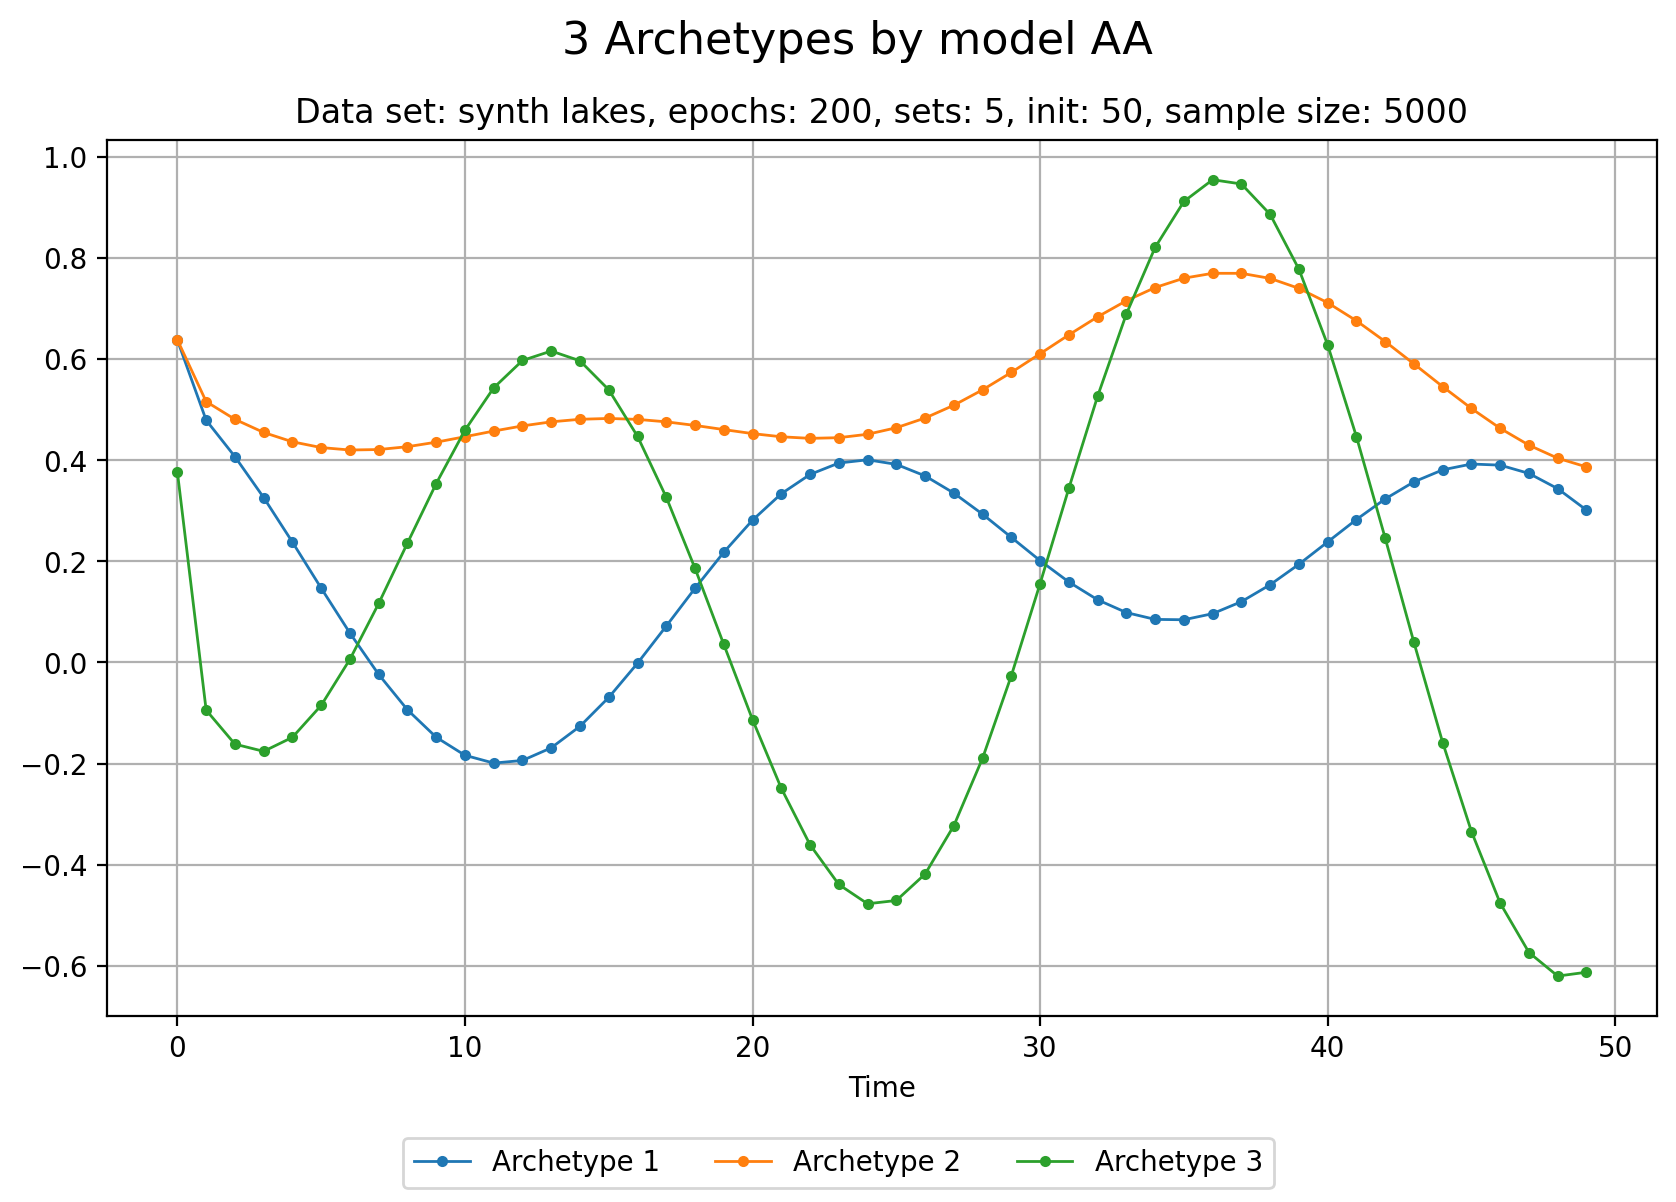 3 Archetypes by model AA
Data set: synth lakes, epochs: 200, sets: 5, init: 50, sample size: 5000
1.0
0.8
0.6
0.4
0.2
0.0
−0.2
−0.4
−0.6
0 10 20 30 40 50
Time
Archetype 1 Archetype 2 Archetype 3